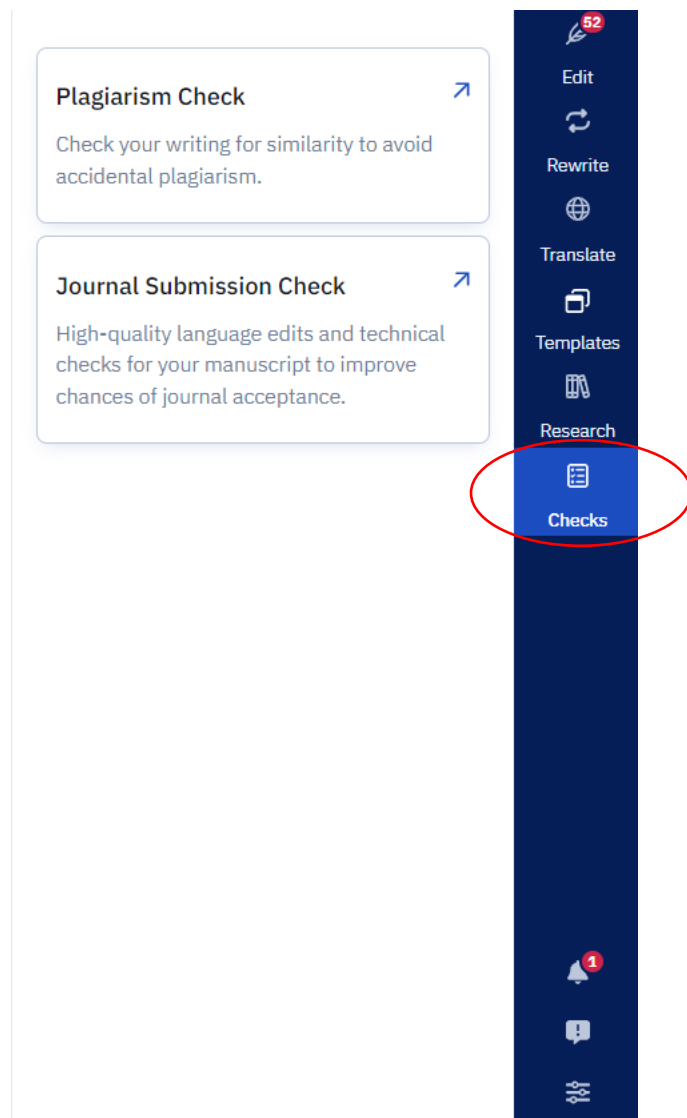 Plagiarism Check
Check your writing for similarity to avoid
accidental plagiarism.
Journal Submission Check
High-quality language edits and technical
checks for your manuscript to improve
chances of journal acceptance.
52
Edit
Rewrite
Translate
Templates
Research
Checks
1